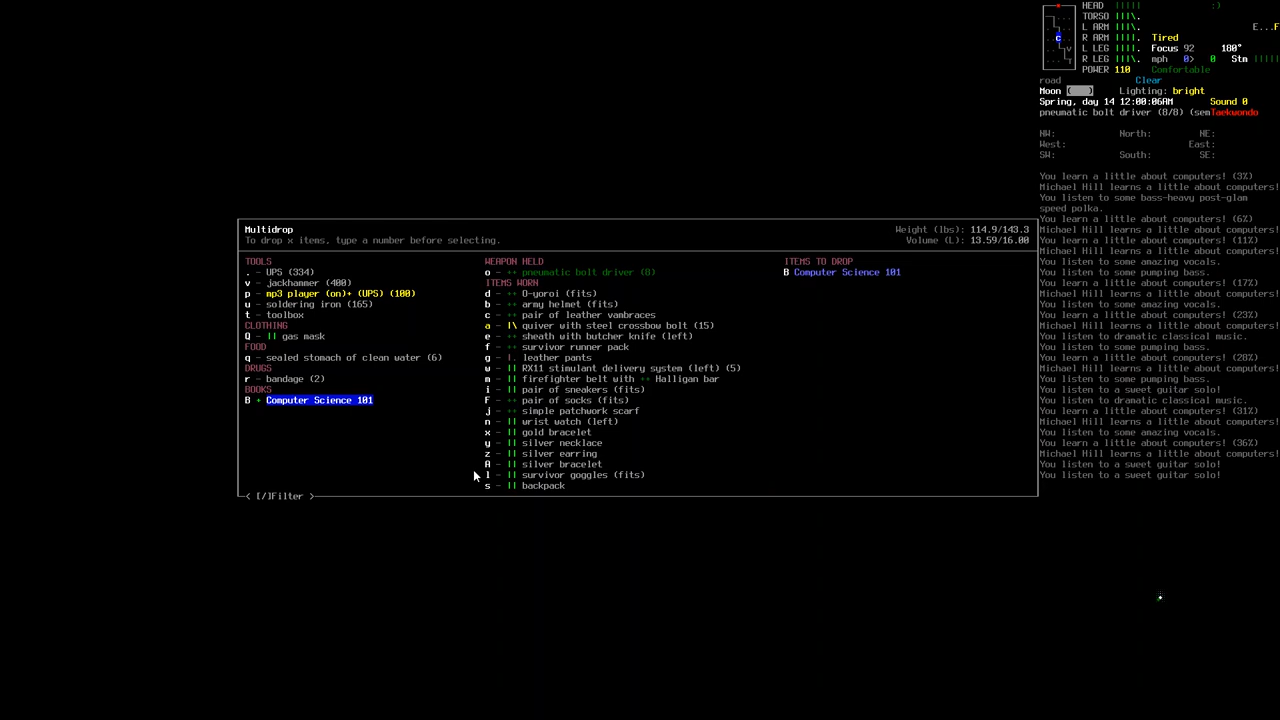 Multidrop
To drop x items, type a number before selecting.
Weight (lbs): 114.9/143.3
Volume (L): 13.59/16.00
TOOLS
. - UPS (334)
v - jackhammer (400)
p - mp3 player (on)+ (UPS) (100)
u - soldering iron (165)
t - toolbox
CLOTHING
Q - || gas mask
FOOD
q - sealed stomach of clean water (6)
DRUGS
r - bandage (2)
BOOKS
B + Computer Science 101
WEAPON HELD
o - ++ pneumatic bolt driver (8)
ITEMS WORN
d - ++ O-yoroi (fits)
b - ++ army helmet (fits)
c - ++ pair of leather vambraces
a - |\ quiver with steel crossbow bolt (15)
e - ++ sheath with butcher knife (left)
f - ++ survivor runner pack
g - |. leather pants
w - || RX11 stimulant delivery system (left) (5)
m - || firefighter belt with ++ Halligan bar
i - || pair of sneakers (fits)
F - ++ pair of socks (fits)
j - ++ simple patchwork scarf
n - || wrist watch (left)
x - || gold bracelet
y - || silver necklace
z - || silver earring
A - || silver bracelet
l - || survivor goggles (fits)
s - || backpack
ITEMS TO DROP
B Computer Science 101
< [/]Filter >
HEAD ||||| :)
TORSO |||\.
L ARM |||\. E...F
R ARM ||||. Tired
L LEG |||\. Focus 92 180°
R LEG |||\. mph 0> 0 Stm |||||
POWER 110 Comfortable
road Clear
Moon (   ) Lighting: bright
Spring, day 14 12:00:06AM Sound 0
pneumatic bolt driver (8/8) (semTaekwondo
NW: North: NE:
West: East:
SW: South: SE:
You learn a little about computers! (3%)
Michael Hill learns a little about computers!
You listen to some bass-heavy post-glam
speed polka.
You learn a little about computers! (6%)
Michael Hill learns a little about computers!
You learn a little about computers! (11%)
Michael Hill learns a little about computers!
You listen to some amazing vocals.
You listen to some pumping bass.
You learn a little about computers! (17%)
Michael Hill learns a little about computers!
You listen to some amazing vocals.
You learn a little about computers! (23%)
Michael Hill learns a little about computers!
You listen to dramatic classical music.
You listen to some pumping bass.
You learn a little about computers! (28%)
Michael Hill learns a little about computers!
You listen to some pumping bass.
You listen to a sweet guitar solo!
You listen to dramatic classical music.
You learn a little about computers! (31%)
Michael Hill learns a little about computers!
You listen to some amazing vocals.
You learn a little about computers! (36%)
Michael Hill learns a little about computers!
You listen to a sweet guitar solo!
You listen to a sweet guitar solo!